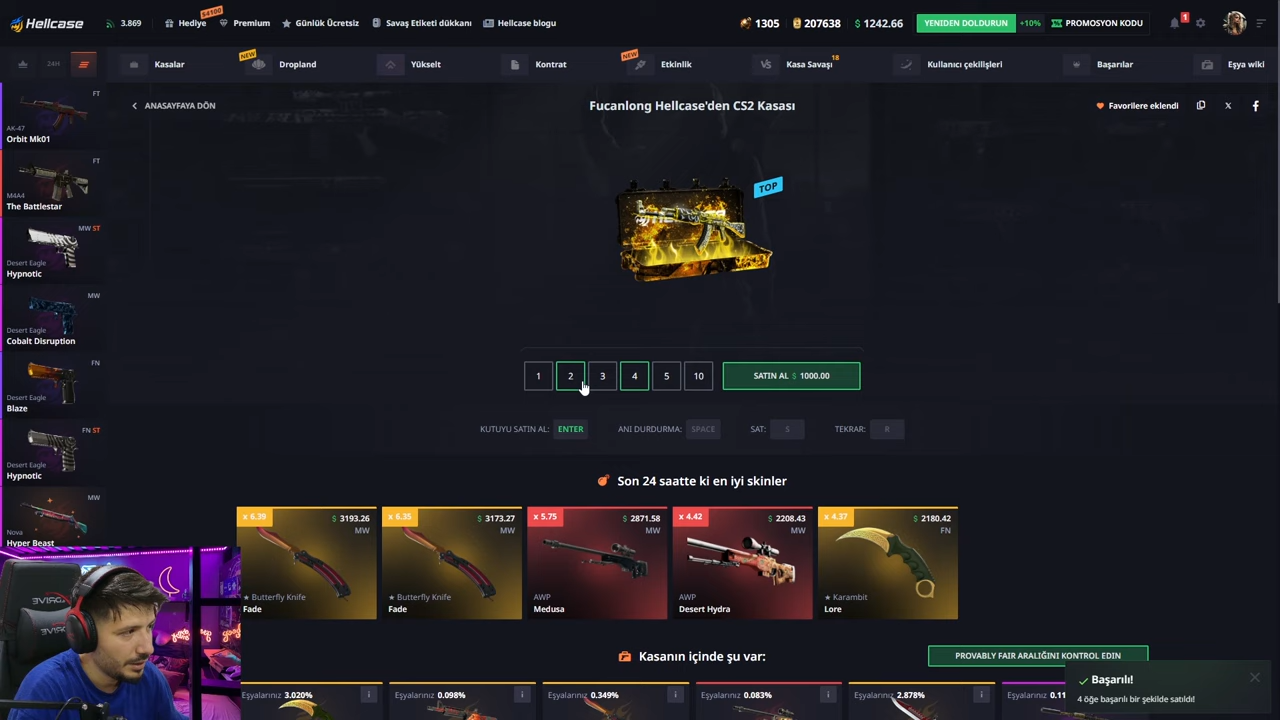 Hellcase
3.869
Hediye
$4100
Premium
Günlük Ücretsiz
Savaş Etiketi dükkanı
Hellcase blogu
1305
207638
$ 1242.66
YENİDEN DOLDURUN
+10%
PROMOSYON KODU
1
24H
Kasalar
NEW
Dropland
Yükselt
Kontrat
NEW
Etkinlik
VS
Kasa Savaşı
18
Kullanıcı çekilişleri
Başarılar
Eşya wiki
ANASAYFAYA DÖN
Fucanlong Hellcase'den CS2 Kasası
Favorilere eklendi
FT
AK-47
Orbit Mk01
FT
M4A4
The Battlestar
MW ST
Desert Eagle
Hypnotic
MW
Desert Eagle
Cobalt Disruption
FN
Desert Eagle
Blaze
FN ST
Desert Eagle
Hypnotic
MW
Nova
Hyper Beast
TOP
1
2
3
4
5
10
SATIN AL $ 1000.00
KUTUYU SATIN AL: ENTER
ANI DURDURMA: SPACE
SAT: S
TEKRAR: R
Son 24 saatte ki en iyi skinler
x 6.39
$ 3193.26
MW
★ Butterfly Knife
Fade
x 6.35
$ 3173.27
MW
★ Butterfly Knife
Fade
x 5.75
$ 2871.58
MW
AWP
Medusa
x 4.42
$ 2208.43
MW
AWP
Desert Hydra
x 4.37
$ 2180.42
FN
★ Karambit
Lore
Kasanın içinde şu var:
PROVABLY FAIR ARALIĞINI KONTROL EDIN
Eşyalarınız 3.020%
Eşyalarınız 0.098%
Eşyalarınız 0.349%
Eşyalarınız 0.083%
Eşyalarınız 2.878%
Eşyalarınız
Başarılı!
4 öğe başarılı bir şekilde satıldı!